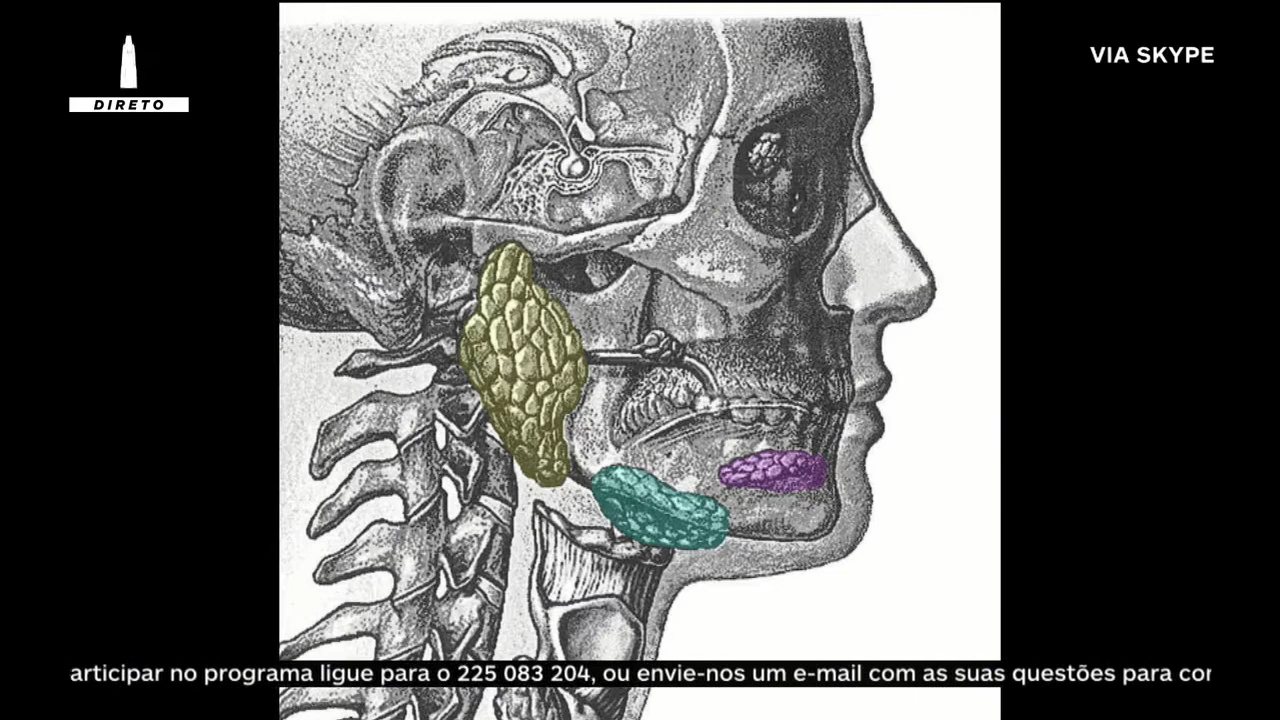 DIRETO
VIA SKYPE
articipar no programa ligue para o 225 083 204, ou envie-nos um e-mail com as suas questões para cor